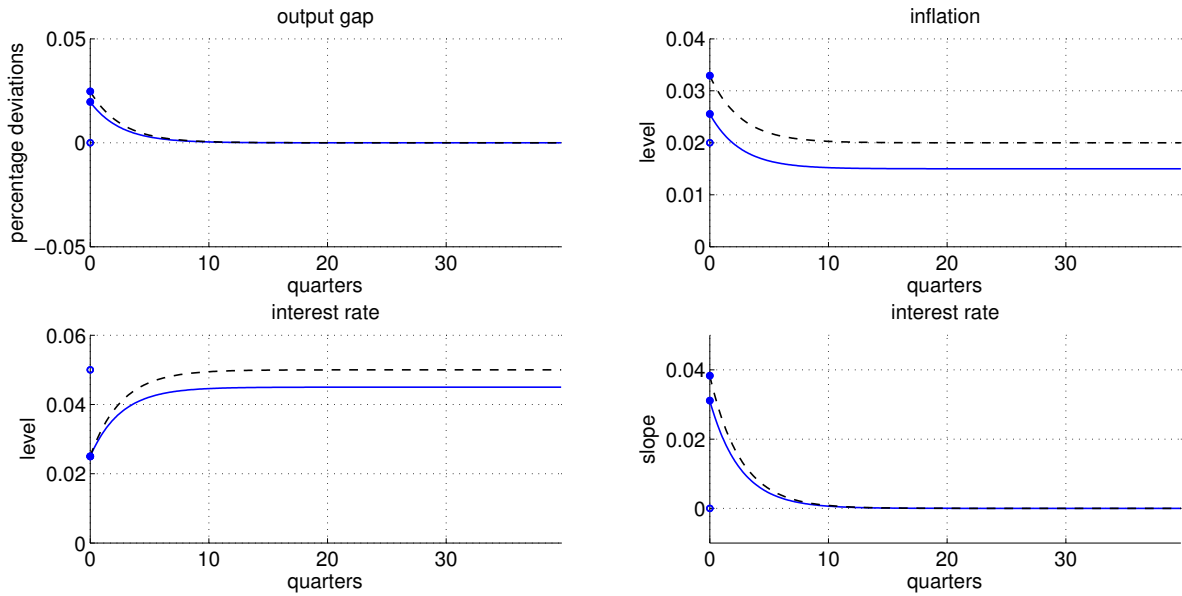 output gap
percentage deviations
0.05
0
−0.05
0
10
20
30
quarters
inflation
level
0.04
0.03
0.02
0.01
0
0
10
20
30
quarters
interest rate
level
0.06
0.04
0.02
0
0
10
20
30
quarters
interest rate
slope
0.04
0.02
0
0
10
20
30
quarters